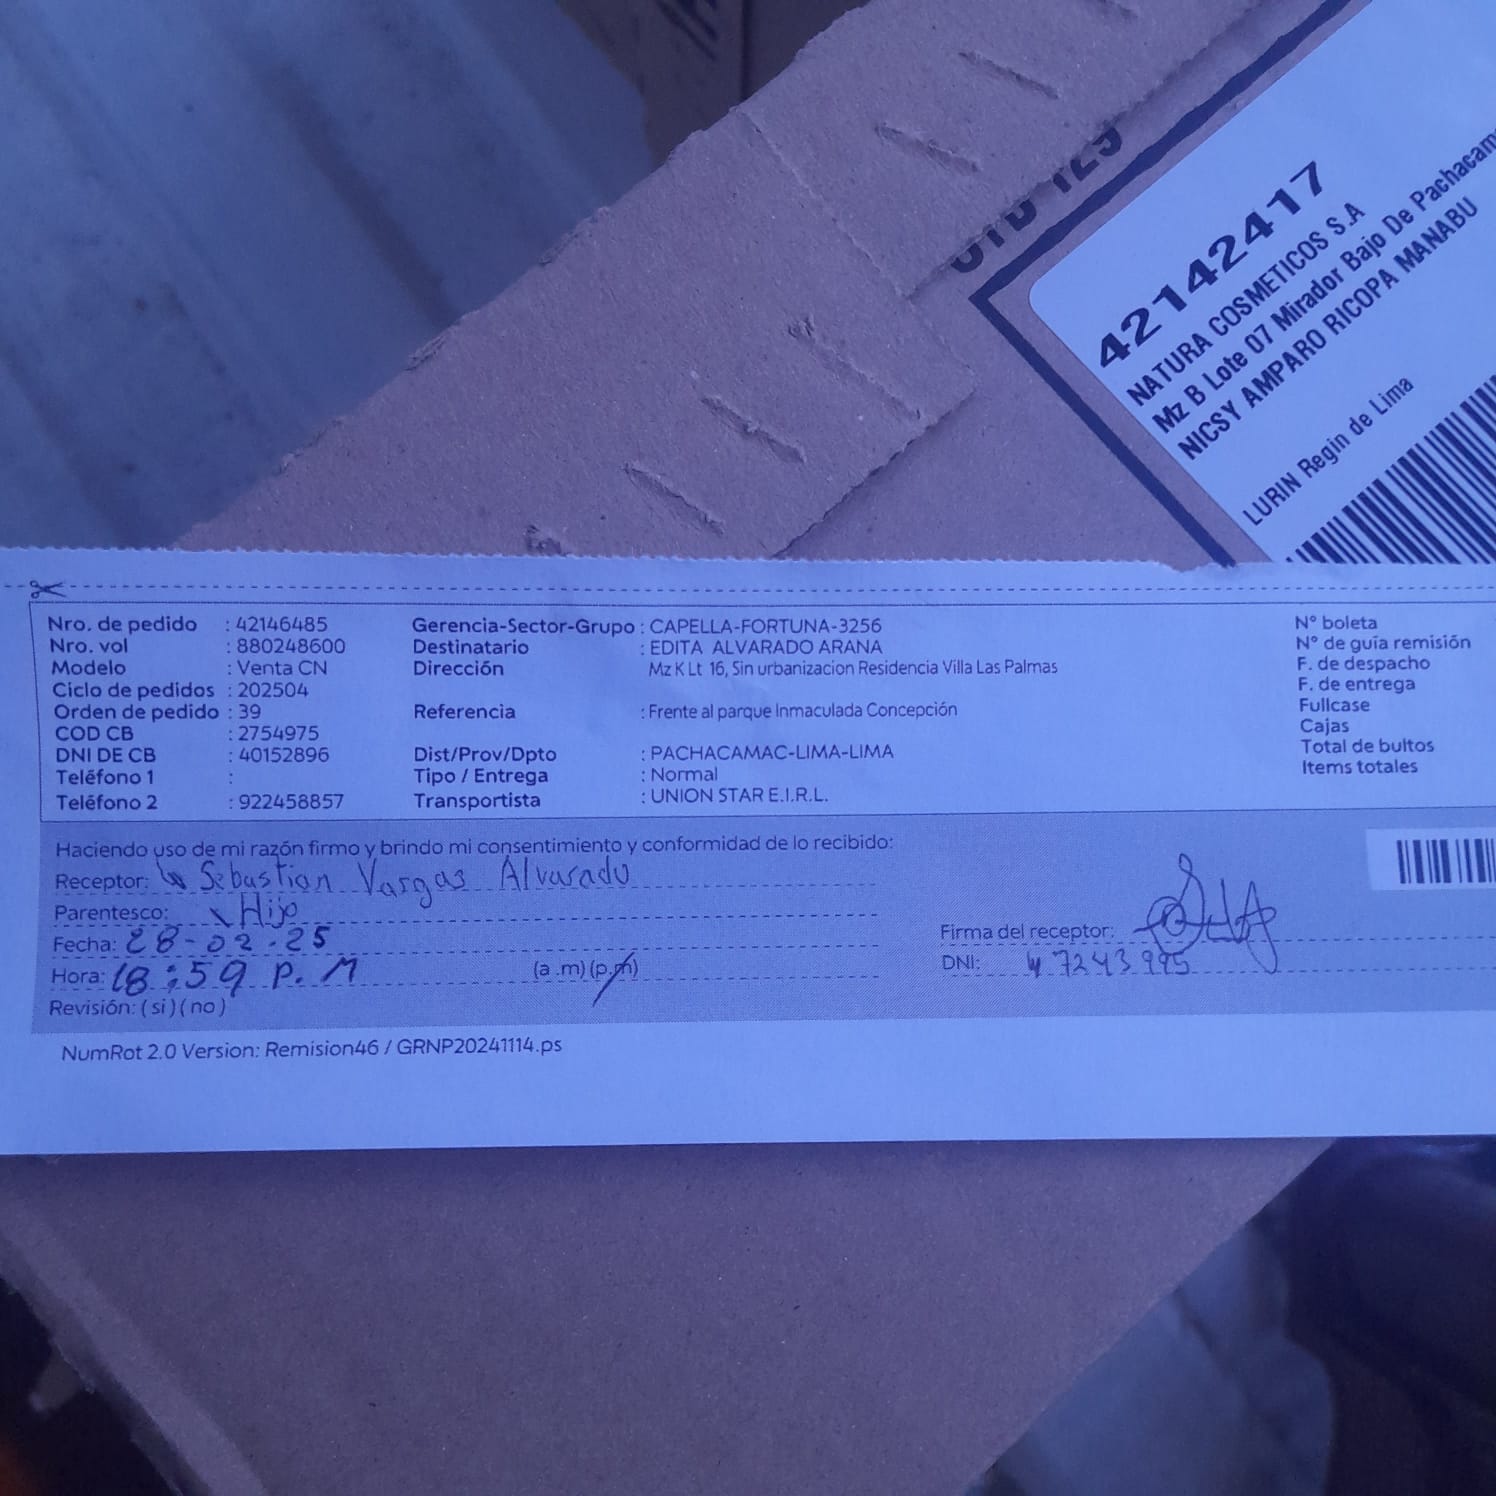 42142417
NATURA COSMETICOS S.A
Mz B Lote 07 Mirador Bajo De Pachacam
NICSY AMPARO RICOPA MANABU
LURIN Regin de Lima
Nro. de pedido : 42146485
Nro. vol : 880248600
Modelo : Venta CN
Ciclo de pedidos : 202504
Orden de pedido : 39
COD CB : 2754975
DNI DE CB : 40152896
Teléfono 1 :
Teléfono 2 : 922458857
Gerencia-Sector-Grupo : CAPELLA-FORTUNA-3256
Destinatario : EDITA ALVARADO ARANA
Dirección Mz K Lt 16, Sin urbanizacion Residencia Villa Las Palmas
Referencia : Frente al parque Inmaculada Concepción
Dist/Prov/Dpto : PACHACAMAC-LIMA-LIMA
Tipo / Entrega : Normal
Transportista : UNION STAR E.I.R.L.
N° boleta
N° de guía remisión
F. de despacho
F. de entrega
Fullcase
Cajas
Total de bultos
Items totales
Haciendo uso de mi razón firmo y brindo mi consentimiento y conformidad de lo recibido:
Receptor: Sebastian Vargas Alvarado
Parentesco: Hijo
Fecha: 28-02-25
Hora: 18:59 P.M (a .m) (p.m)
Revisión: ( si ) ( no )
Firma del receptor:
DNI: 7243995
NumRot 2.0 Version: Remision46 / GRNP20241114.ps